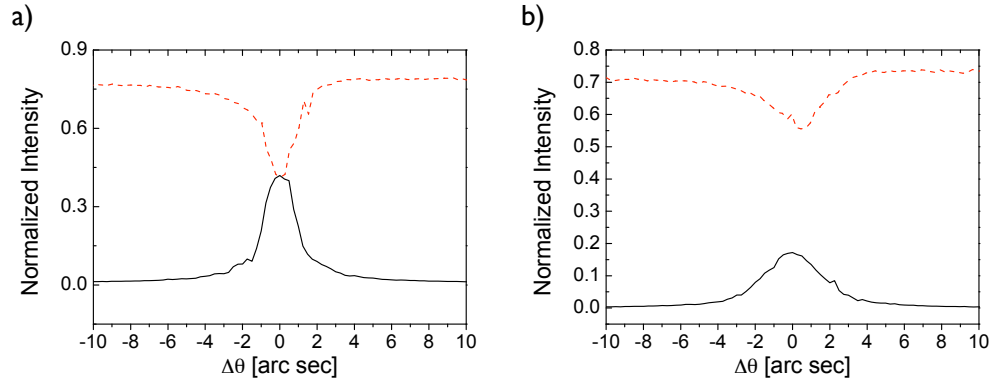 a)
0.9
0.6
0.3
0.0
Normalized Intensity
-10 -8 -6 -4 -2 0 2 4 6 8 10
Δθ [arc sec]
b)
0.8
0.7
0.6
0.5
0.4
0.3
0.2
0.1
0.0
Normalized Intensity
-10 -8 -6 -4 -2 0 2 4 6 8 10
Δθ [arc sec]